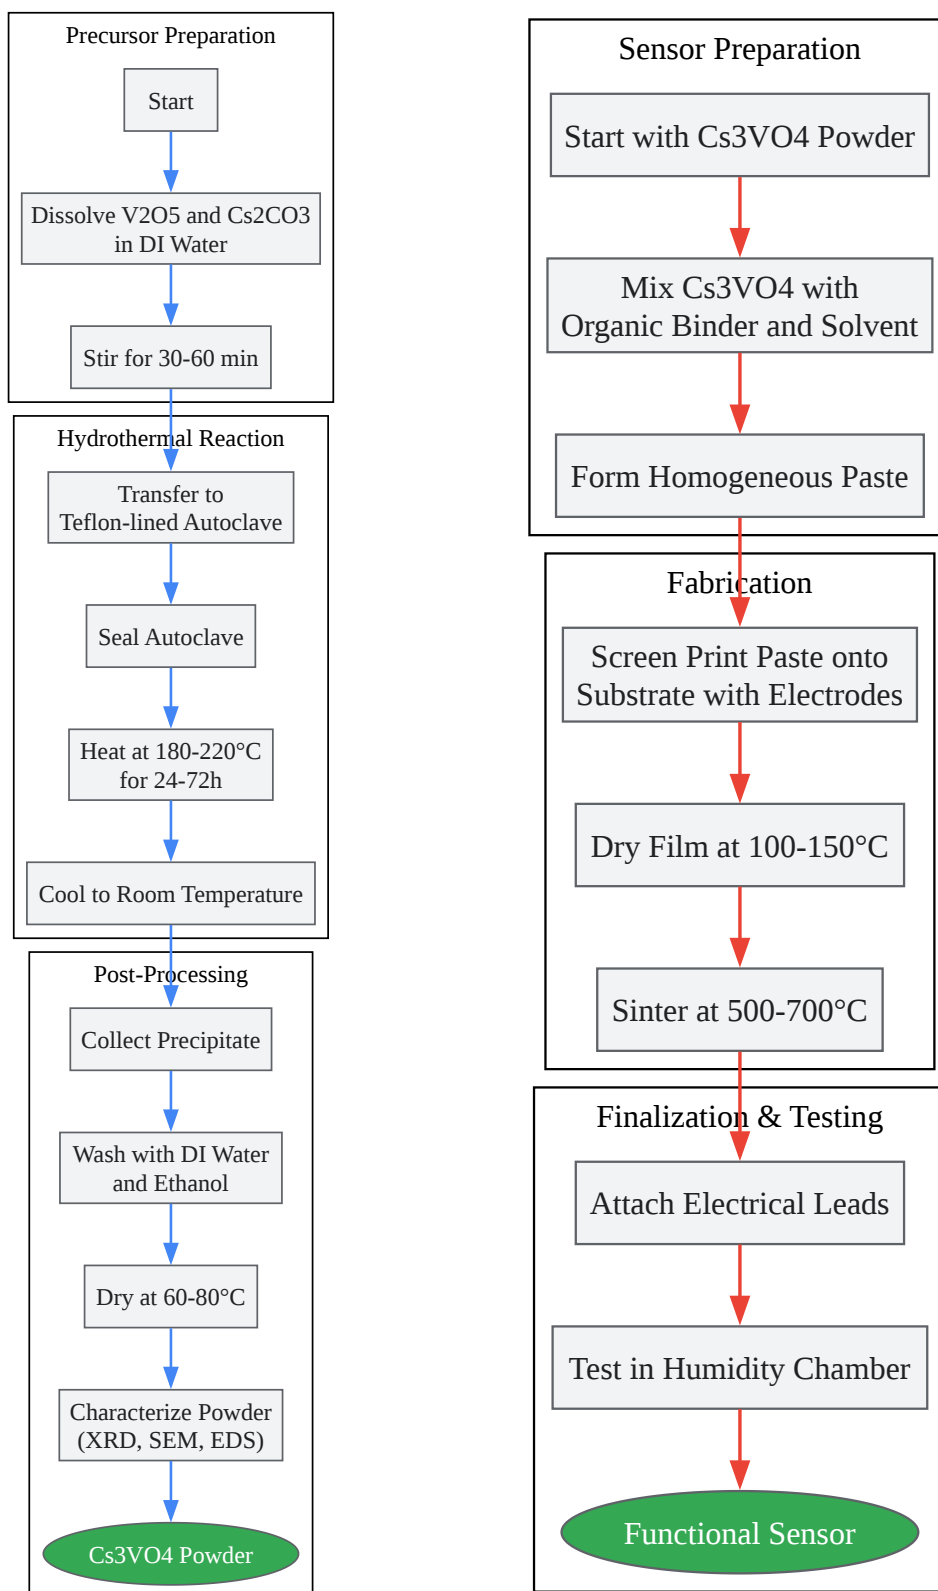 Precursor Preparation
Start
Dissolve V2O5 and Cs2CO3
in DI Water
Stir for 30-60 min
Hydrothermal Reaction
Transfer to
Teflon-lined Autoclave
Seal Autoclave
Heat at 180-220°C
for 24-72h
Cool to Room Temperature
Post-Processing
Collect Precipitate
Wash with DI Water
and Ethanol
Dry at 60-80°C
Characterize Powder
(XRD, SEM, EDS)
Cs3VO4 Powder
Sensor Preparation
Start with Cs3VO4 Powder
Mix Cs3VO4 with
Organic Binder and Solvent
Form Homogeneous Paste
Fabrication
Screen Print Paste onto
Substrate with Electrodes
Dry Film at 100-150°C
Sinter at 500-700°C
Finalization & Testing
Attach Electrical Leads
Test in Humidity Chamber
Functional Sensor